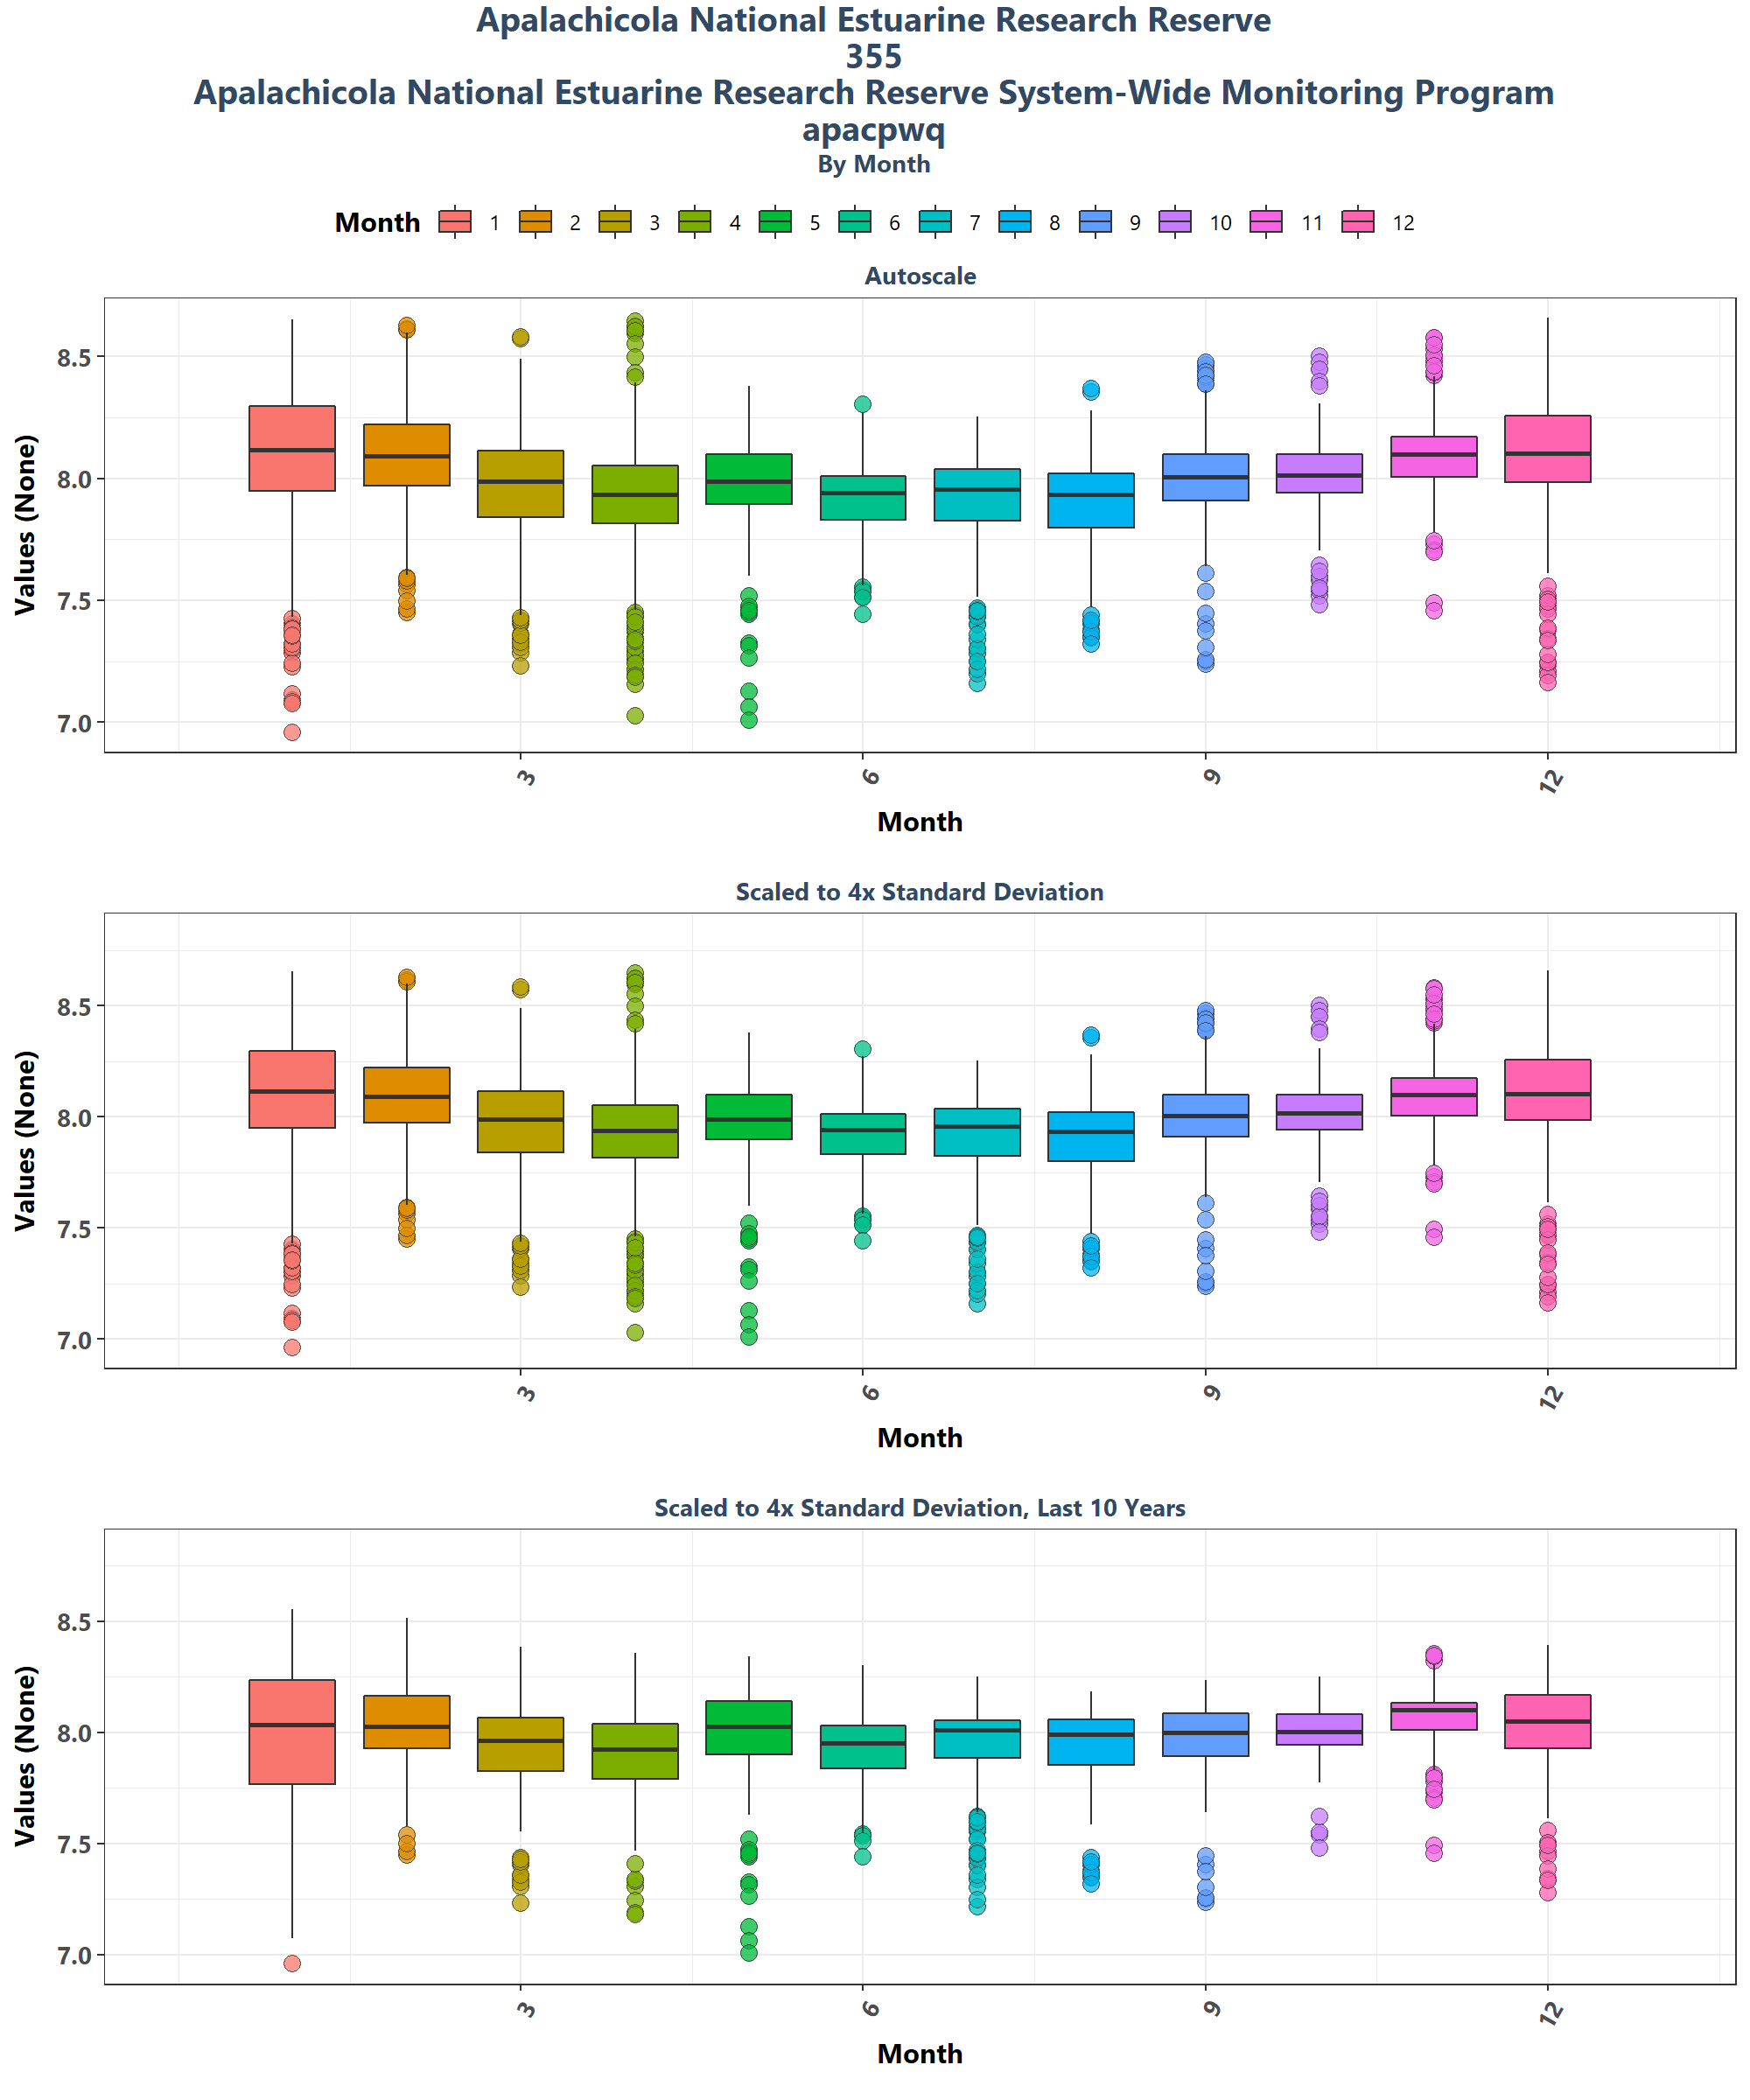 Apalachicola National Estuarine Research Reserve
355
Apalachicola National Estuarine Research Reserve System-Wide Monitoring Program
apacpwq
By Month
Month 1 2 3 4 5 6 7 8 9 10 11 12
Autoscale
Values (None)
8.5
8.0
7.5
7.0
3 6 9 12
Month
Scaled to 4x Standard Deviation
Values (None)
8.5
8.0
7.5
7.0
3 6 9 12
Month
Scaled to 4x Standard Deviation, Last 10 Years
Values (None)
8.5
8.0
7.5
7.0
3 6 9 12
Month